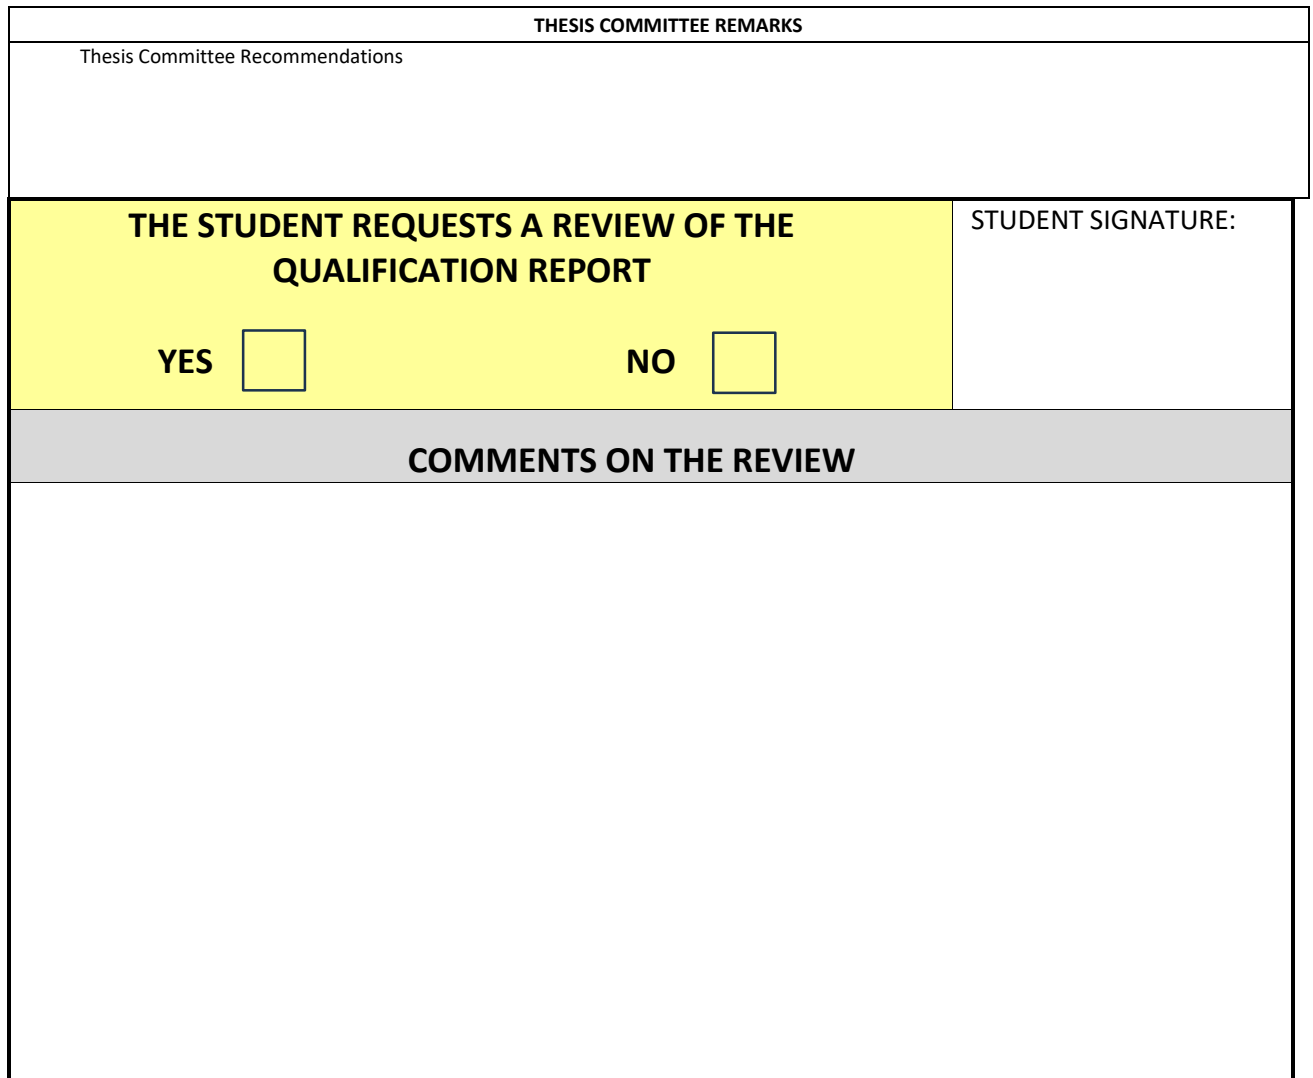 THESIS COMMITTEE REMARKS
Thesis Committee Recommendations
THE STUDENT REQUESTS A REVIEW OF THE
QUALIFICATION REPORT
YES NO
STUDENT SIGNATURE:
COMMENTS ON THE REVIEW